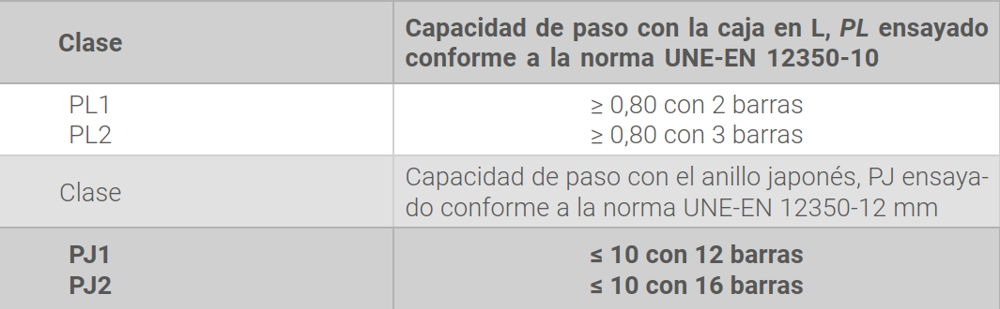 Clase
Capacidad de paso con la caja en L, PL ensayado
conforme a la norma UNE-EN 12350-10
PL1
≥ 0,80 con 2 barras
PL2
≥ 0,80 con 3 barras
Clase
Capacidad de paso con el anillo japonés, PJ ensaya-
do conforme a la norma UNE-EN 12350-12 mm
PJ1
≤ 10 con 12 barras
PJ2
≤ 10 con 16 barras